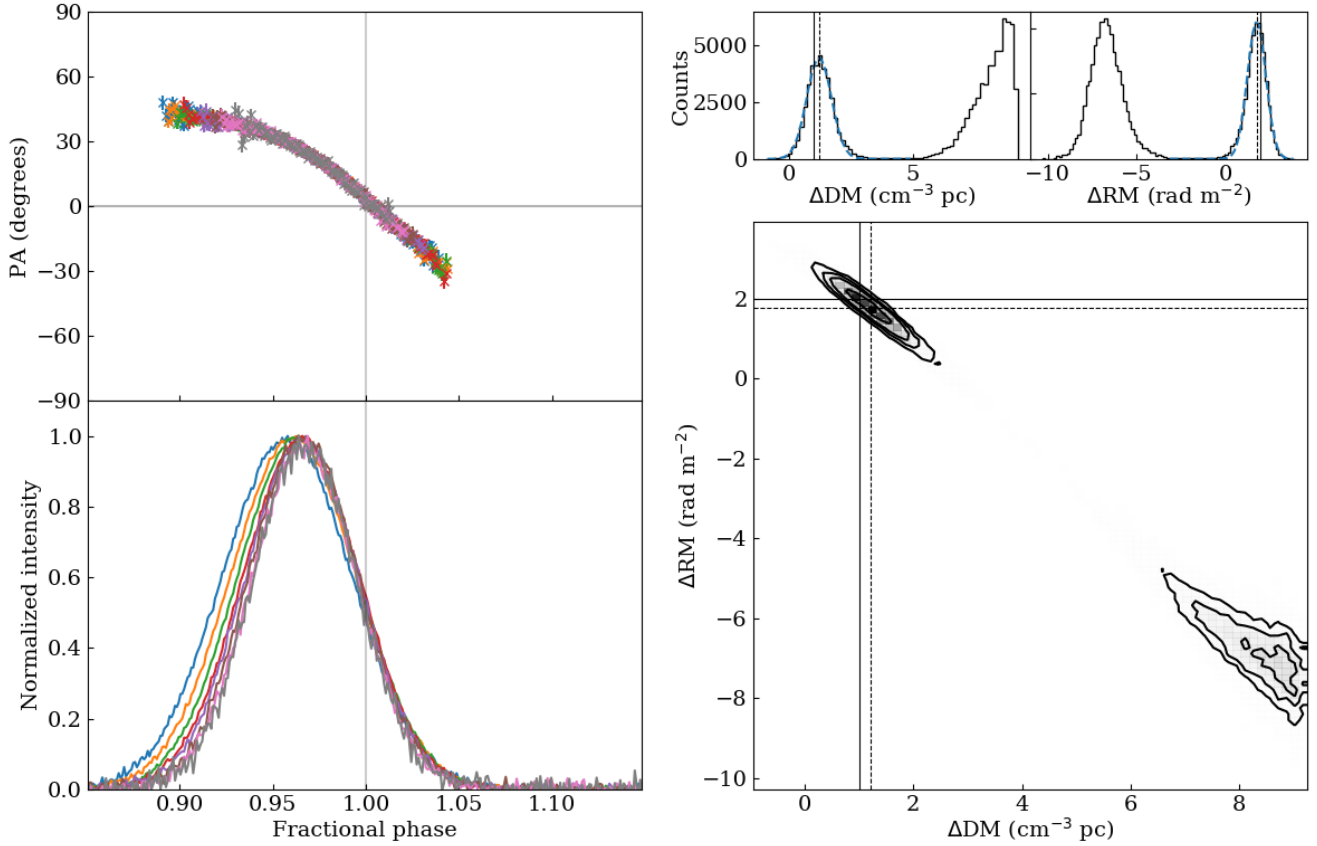 90
60
30
0
−30
−60
−90
PA (degrees)
1.0
0.8
0.6
0.4
0.2
0.0
Normalized intensity
0.90 0.95 1.00 1.05 1.10
Fractional phase
5000
2500
0
Counts
0 5
ΔDM (cm⁻³ pc)
−10 −5 0
ΔRM (rad m⁻²)
2
0
−2
−4
−6
−8
−10
ΔRM (rad m⁻²)
0 2 4 6 8
ΔDM (cm⁻³ pc)